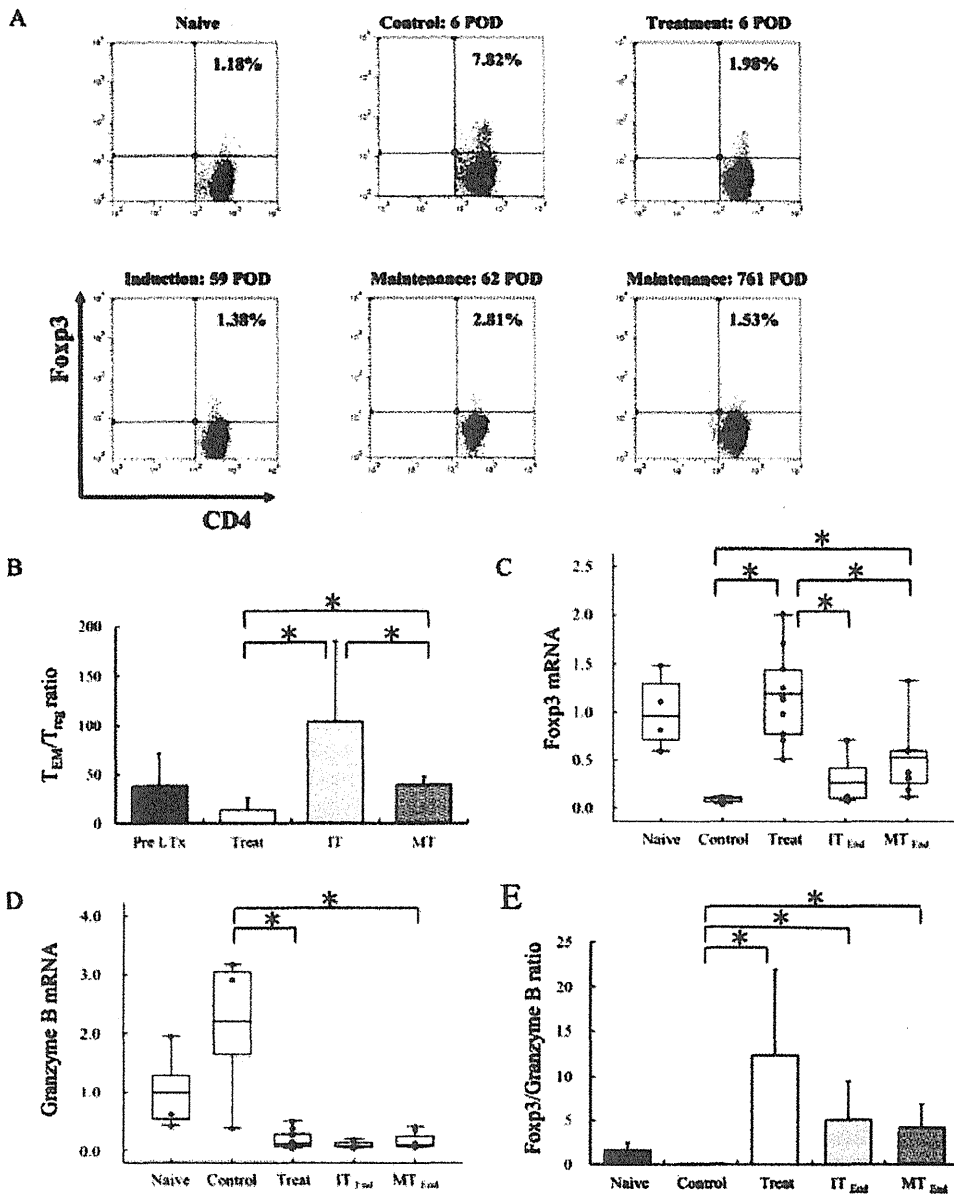 A
Naive
Control: 6 POD
Treatment: 6 POD
1.18%
7.82%
1.98%
Induction: 59 POD
Maintenance: 62 POD
Maintenance: 761 POD
1.38%
2.81%
1.53%
Foxp3
CD4
B
T_EM/T_reg ratio
200
150
100
50
0
Pre LTx
Treat
IT
MT
* * *
C
Foxp3 mRNA
2.5
2.0
1.5
1.0
0.5
0.0
Naive
Control
Treat
IT End
MT End
* * * *
D
Granzyme B mRNA
4.0
3.0
2.0
1.0
0.0
Naive
Control
Treat
IT End
MT End
* *
E
Foxp3/Granzyme B ratio
25
20
15
10
5
0
Naive
Control
Treat
IT End
MT End
* * *